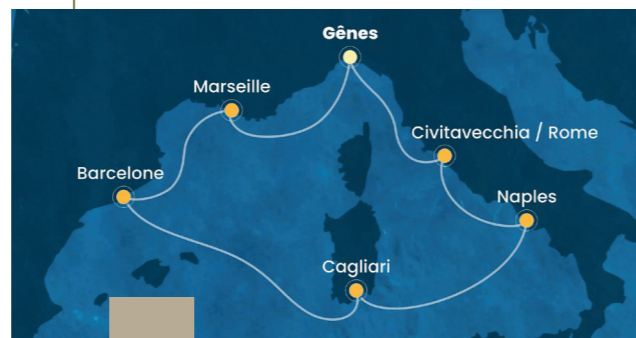 Gênes
Marseille
Civitavecchia / Rome
Barcelone
Naples
Cagliari